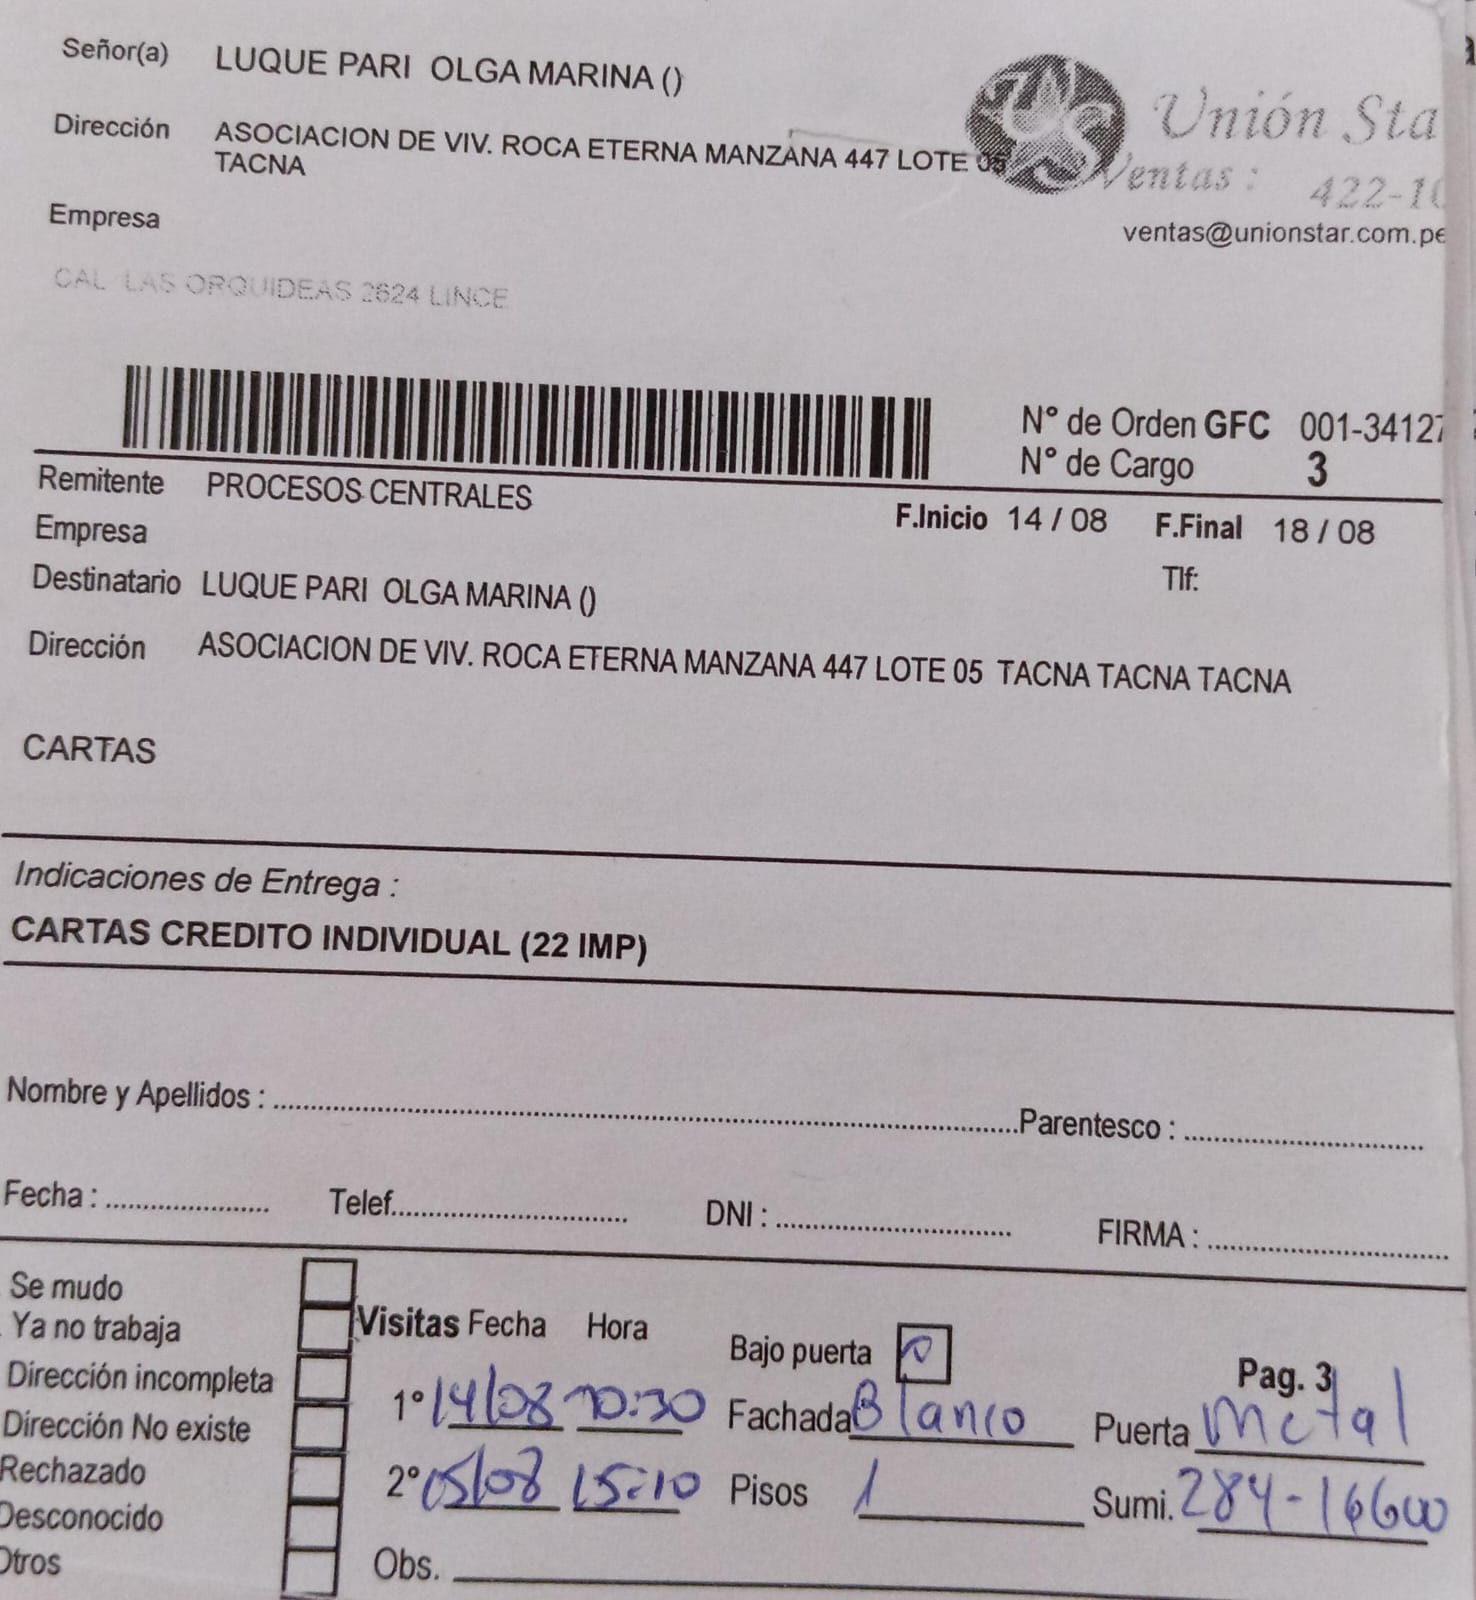 Señor(a) LUQUE PARI OLGA MARINA ()
Dirección ASOCIACION DE VIV. ROCA ETERNA MANZANA 447 LOTE 05
TACNA
Unión Sta
Ventas : 422-10
ventas@unionstar.com.pe
Empresa
CAL LAS ORQUIDEAS 2624 LINCE
N° de Orden GFC 001-34127
N° de Cargo 3
Remitente PROCESOS CENTRALES
F.Inicio 14 / 08 F.Final 18 / 08
Empresa
Tlf:
Destinatario LUQUE PARI OLGA MARINA ()
Dirección ASOCIACION DE VIV. ROCA ETERNA MANZANA 447 LOTE 05 TACNA TACNA TACNA
CARTAS
Indicaciones de Entrega :
CARTAS CREDITO INDIVIDUAL (22 IMP)
Nombre y Apellidos : Parentesco :
Fecha : Telef. DNI : FIRMA :
Se mudo
Ya no trabaja
Dirección incompleta
Dirección No existe
Rechazado
Desconocido
Otros
Visitas Fecha Hora
1° 14/08 10:30
2° 15/08 15:10
Obs.
Bajo puerta
Fachada Blanco
Pisos 1
Pag. 3
Puerta Metal
Sumi. 284-16600